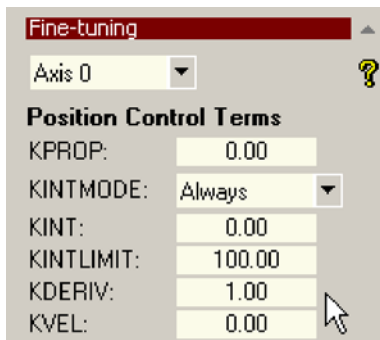 Fine-tuning
Axis 0
?
Position Control Terms
KPROP: 0.00
KINTMODE: Always
KINT: 0.00
KINTLIMIT: 100.00
KDERIV: 1.00
KVEL: 0.00